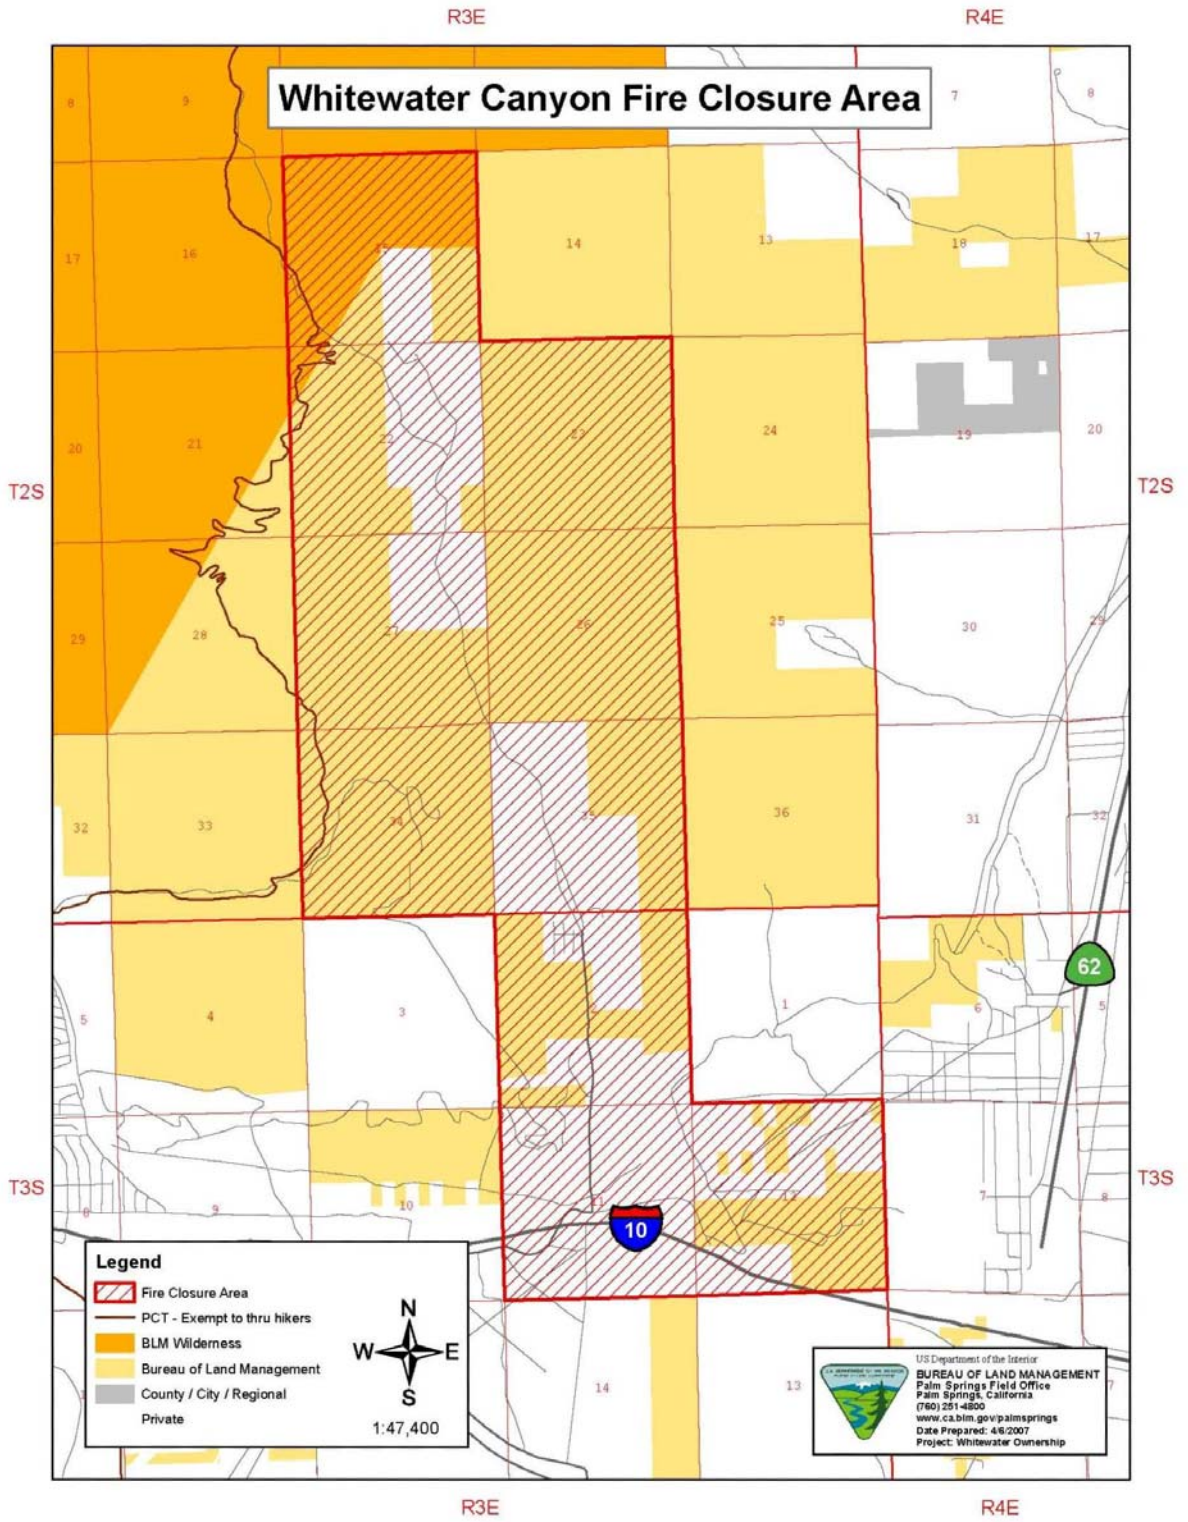 R3E
R4E
Whitewater Canyon Fire Closure Area
8
9
7
8
17
16
15
14
13
18
17
20
21
22
23
24
19
20
T2S
T2S
29
28
27
26
25
30
29
32
33
34
35
36
31
32
62
5
4
3
2
1
6
5
T3S
T3S
8
9
10
11
12
7
8
10
Legend
Fire Closure Area
PCT - Exempt to thru hikers
BLM Wilderness
Bureau of Land Management
County / City / Regional
Private
N
W
E
S
1:47,400
14
13
7
US Department of the Interior
BUREAU OF LAND MANAGEMENT
Palm Springs Field Office
Palm Springs, California
(760) 251-4800
www.ca.blm.gov/palmsprings
Date Prepared: 4/6/2007
Project: Whitewater Ownership
R3E
R4E